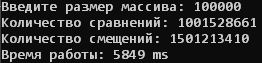 Введите размер массива: 100000
Количество сравнений: 1001528661
Количество смещений: 1501213410
Время работы: 5849 ms